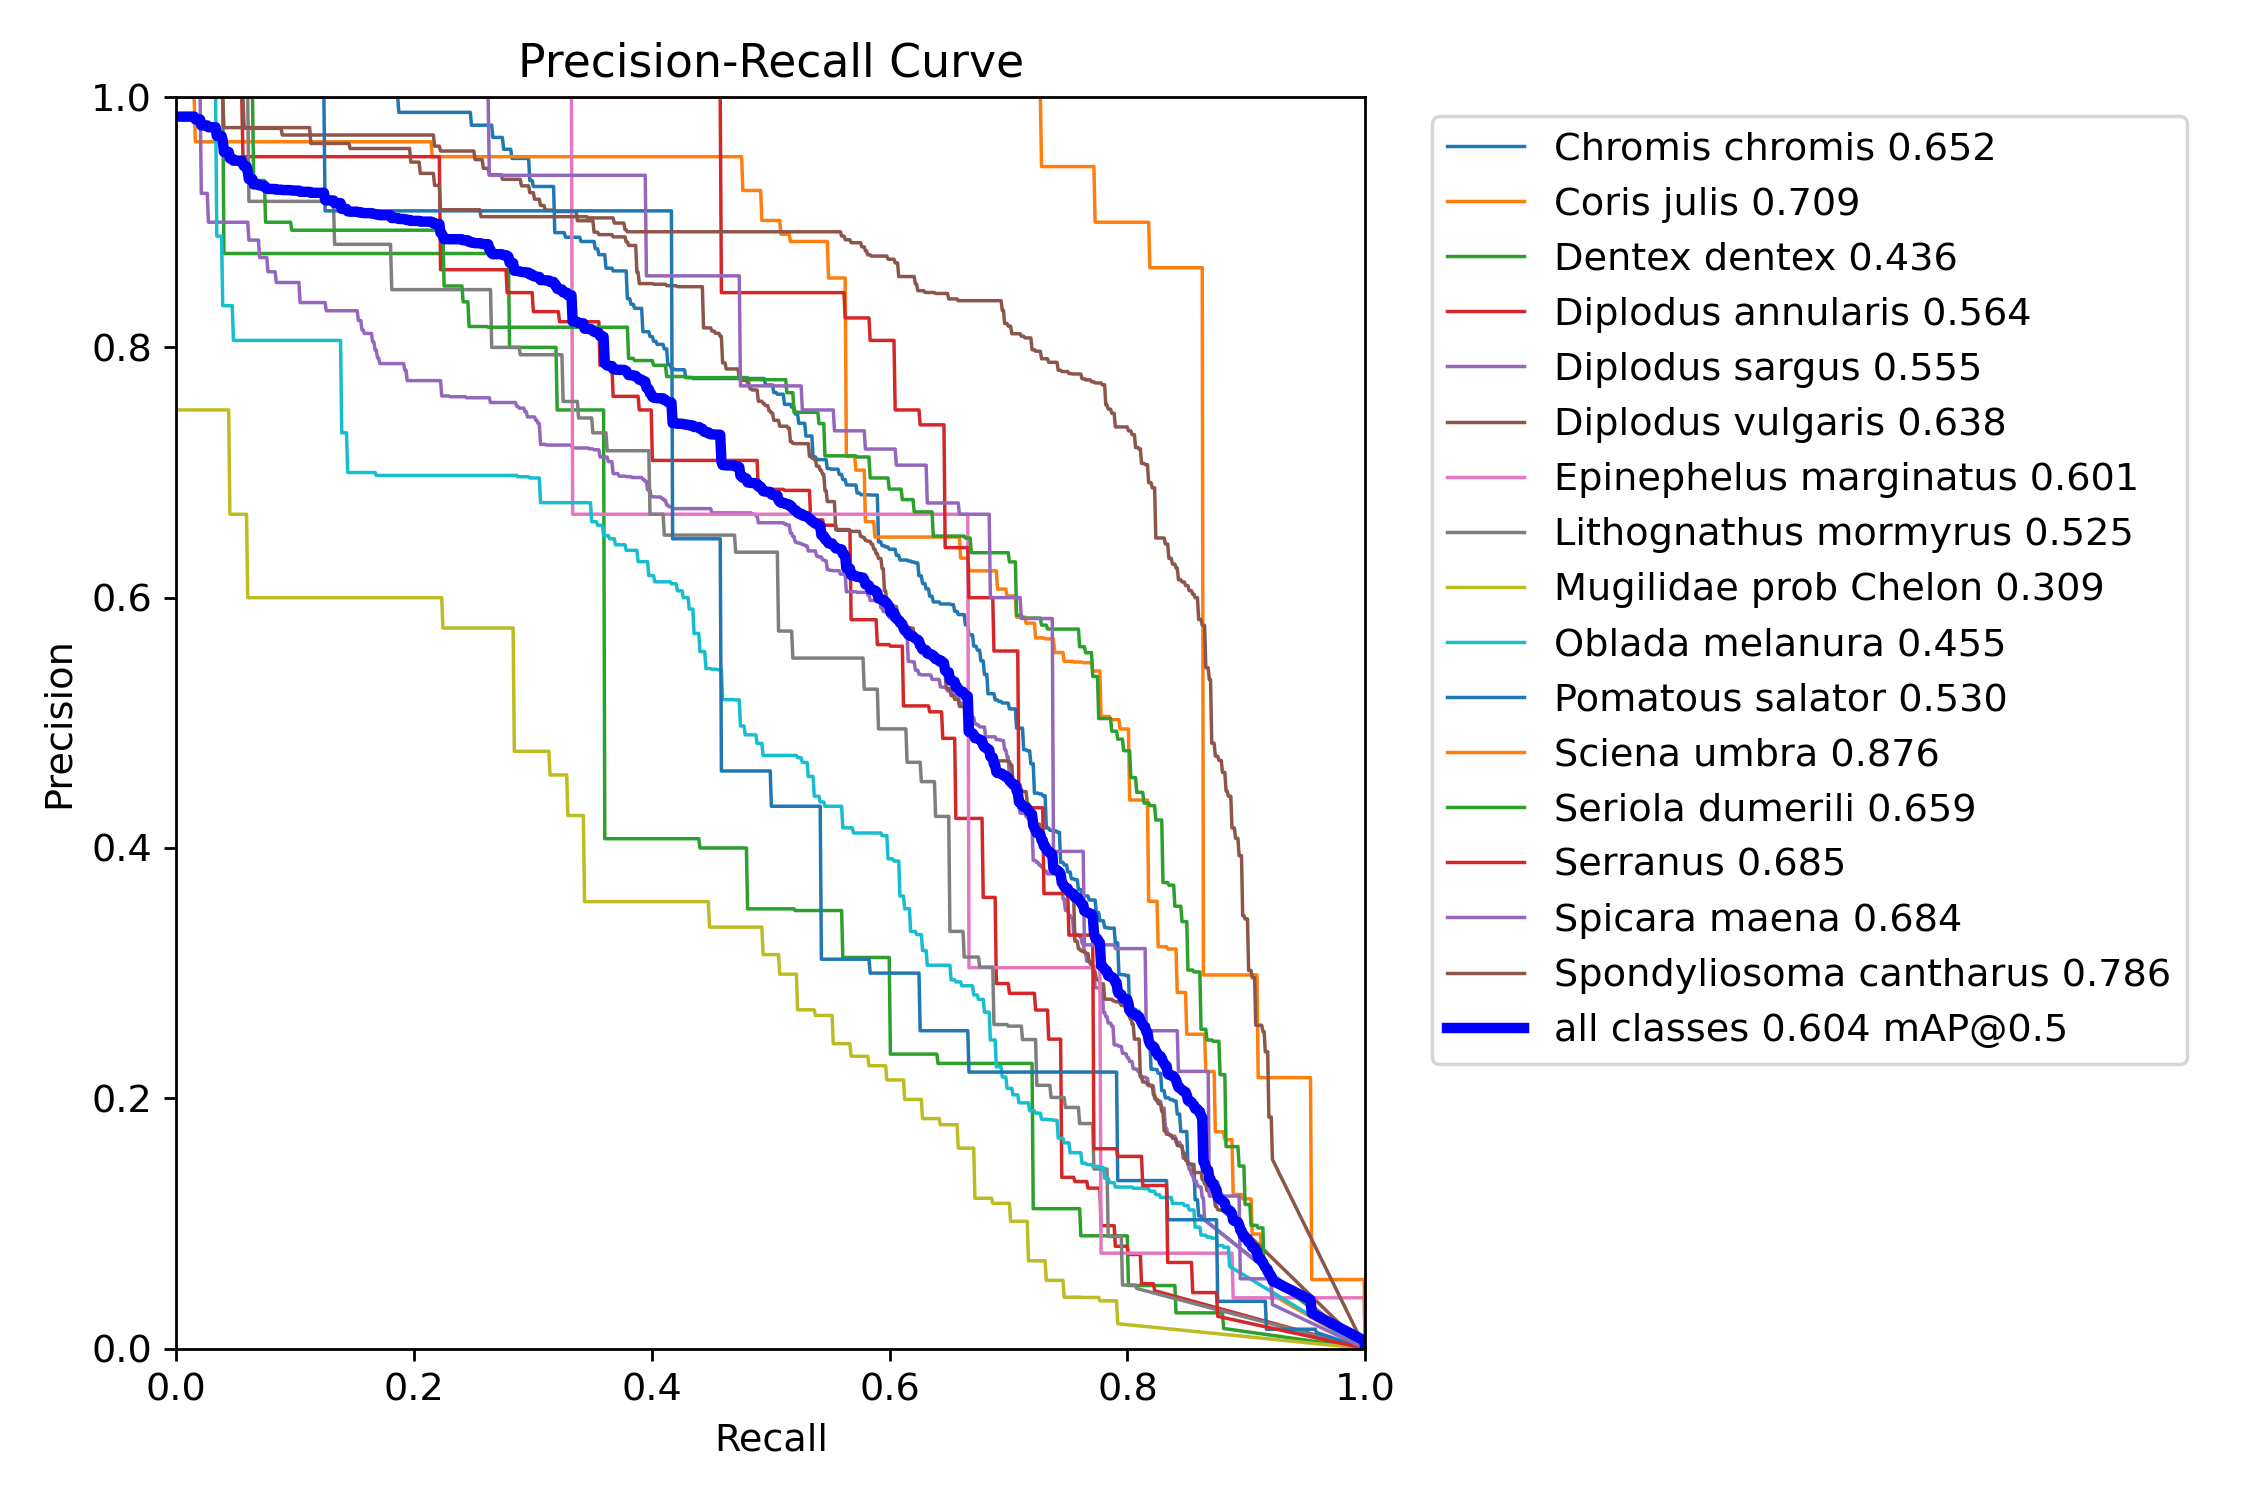 Precision-Recall Curve
1.0
0.8
0.6
0.4
0.2
0.0
Precision
0.0 0.2 0.4 0.6 0.8 1.0
Recall
Chromis chromis 0.652
Coris julis 0.709
Dentex dentex 0.436
Diplodus annularis 0.564
Diplodus sargus 0.555
Diplodus vulgaris 0.638
Epinephelus marginatus 0.601
Lithognathus mormyrus 0.525
Mugilidae prob Chelon 0.309
Oblada melanura 0.455
Pomatous salator 0.530
Sciena umbra 0.876
Seriola dumerili 0.659
Serranus 0.685
Spicara maena 0.684
Spondyliosoma cantharus 0.786
all classes 0.604 mAP@0.5